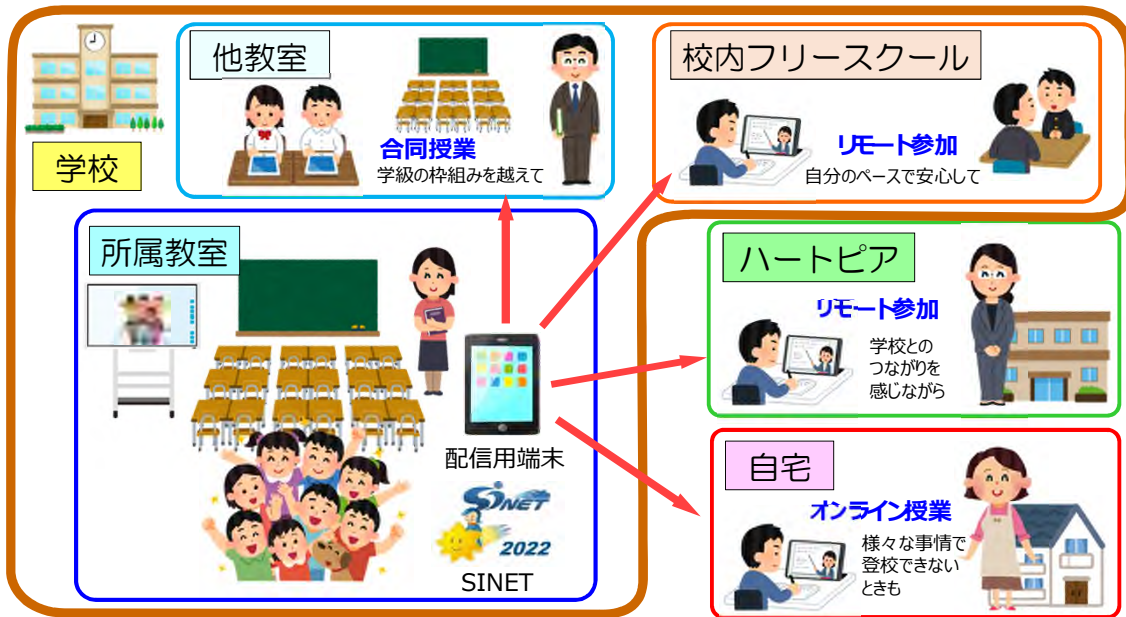 学校
他教室
合同授業
学級の枠組みを越えて
校内フリースクール
リモート参加
自分のペースで安心して
所属教室
配信用端末
SINET
2022
SINET
ハートピア
リモート参加
学校との
つながりを
感じながら
自宅
オンライン授業
様々な事情で
登校できない
ときも